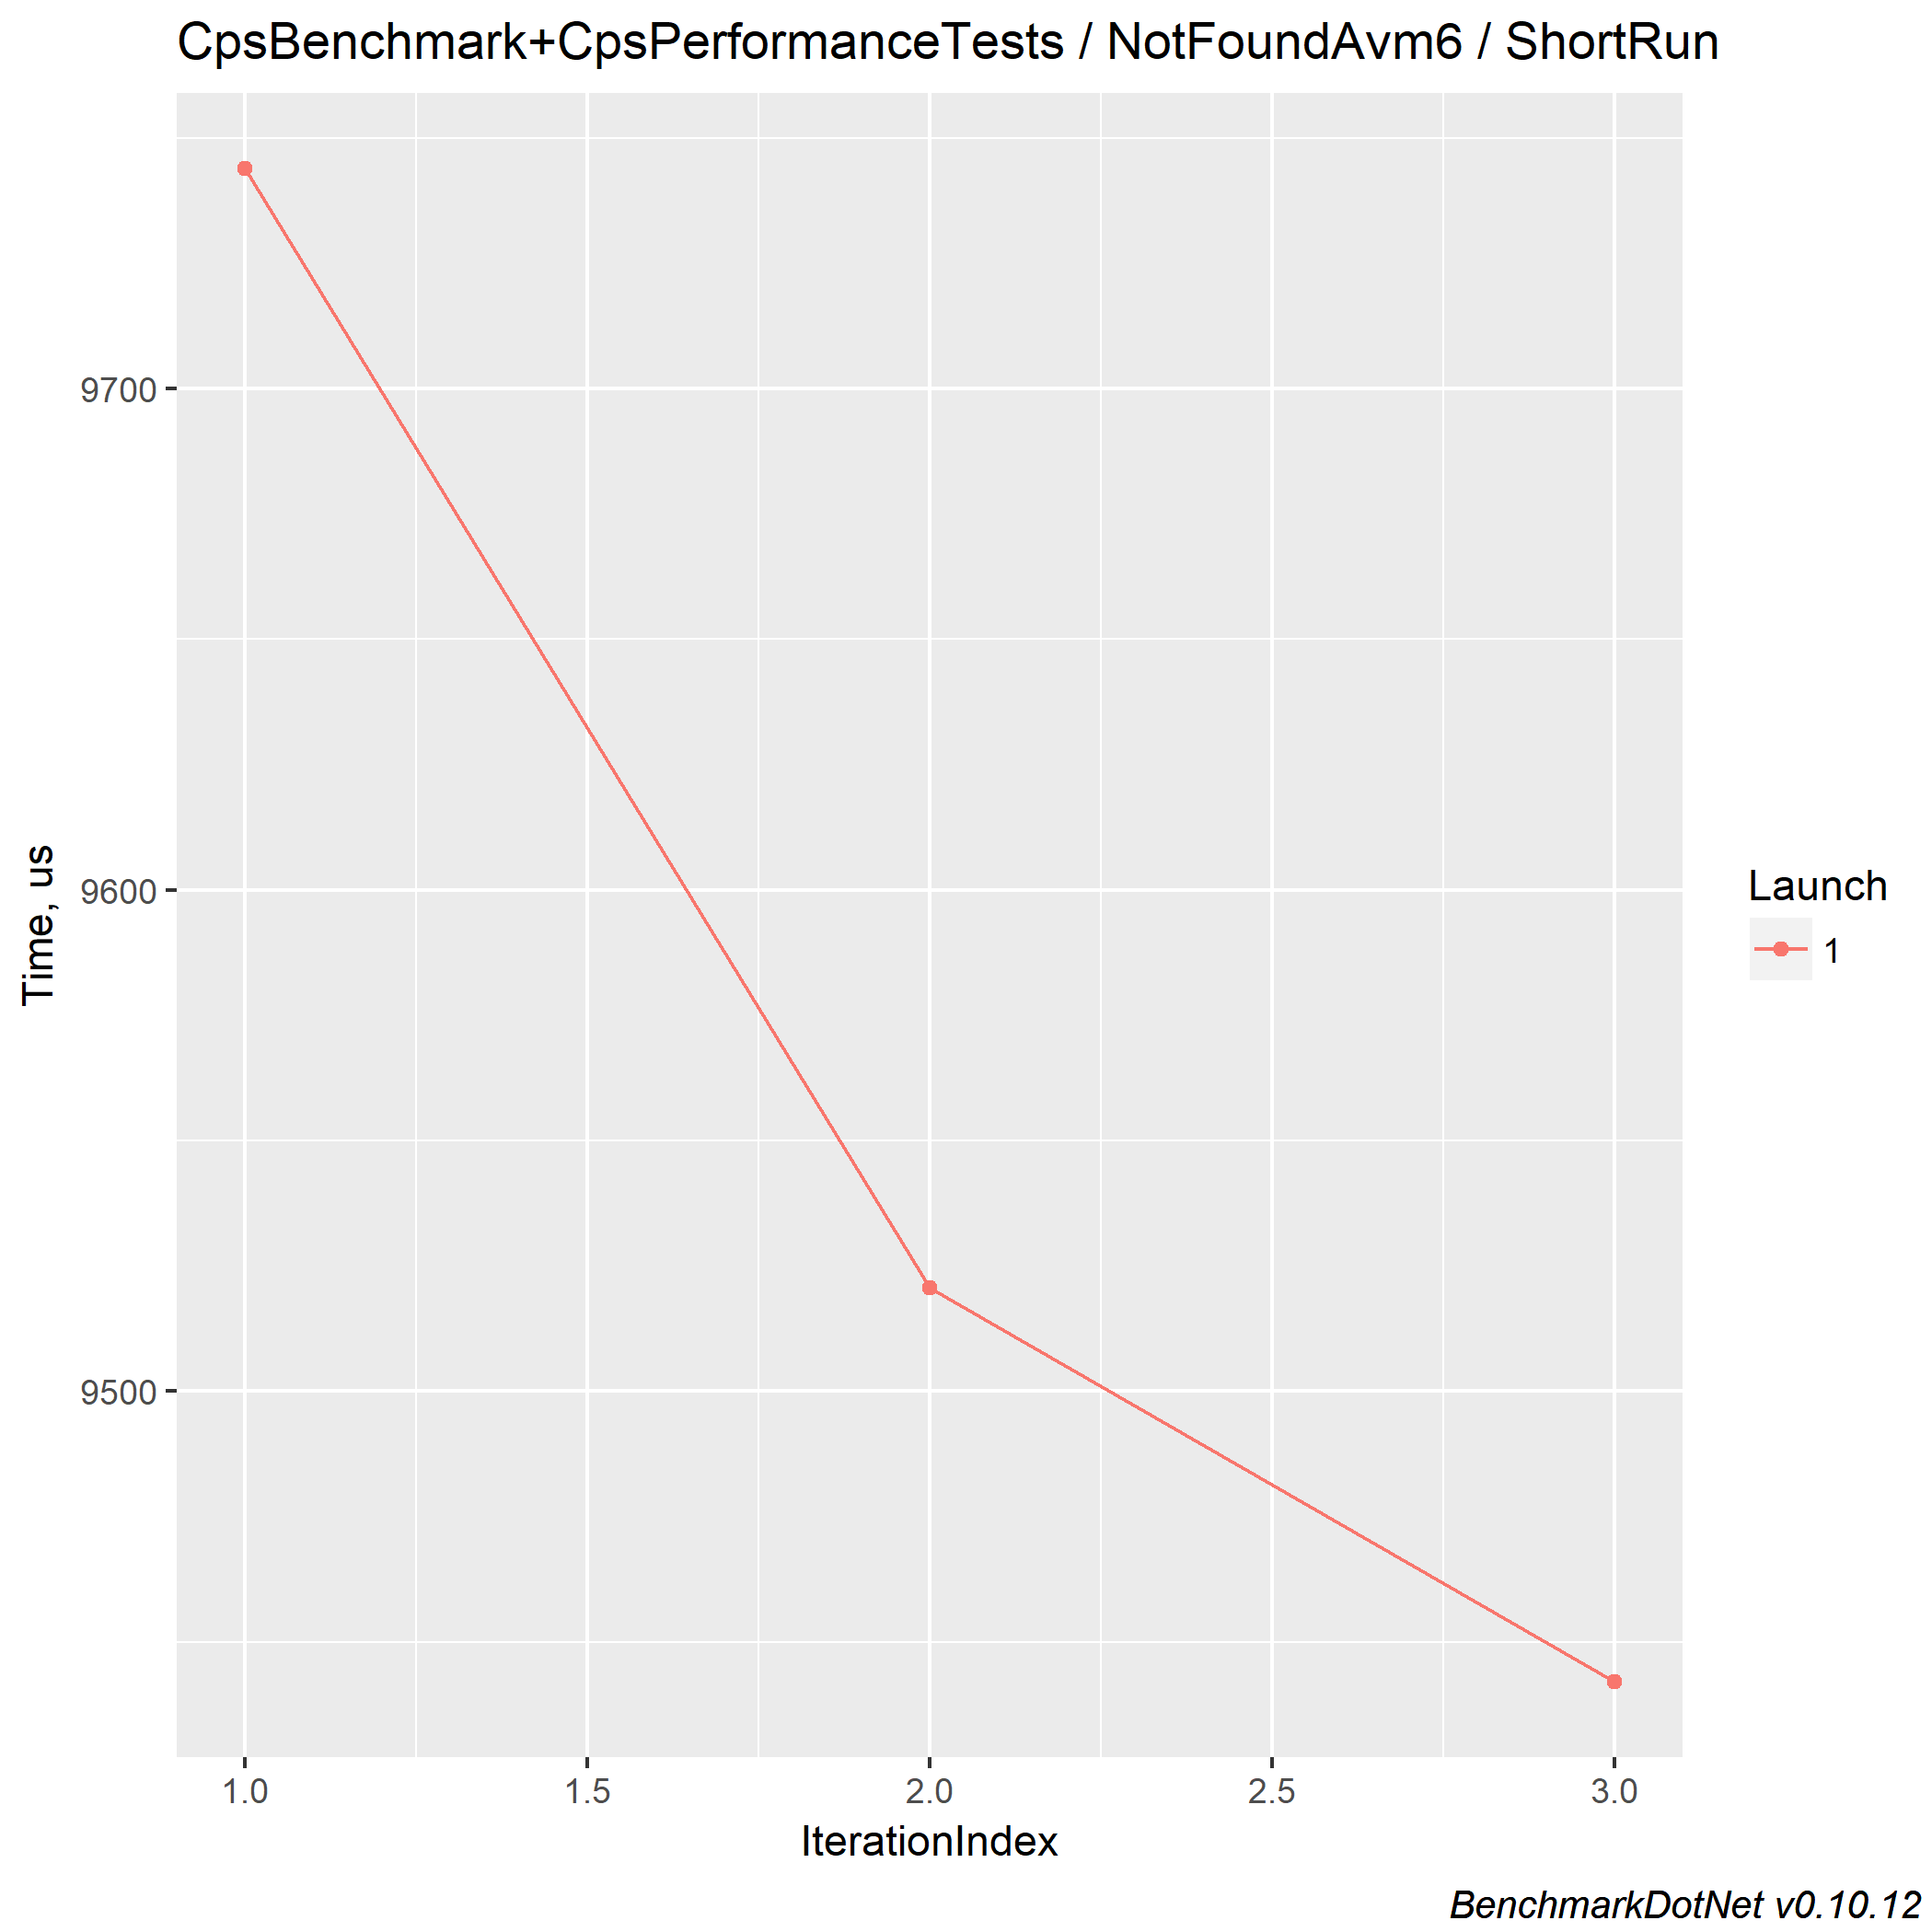 CpsBenchmark+CpsPerformanceTests / NotFoundAvm6 / ShortRun
9700
9600
9500
Time, us
1.0 1.5 2.0 2.5 3.0
IterationIndex
Launch
1
BenchmarkDotNet v0.10.12